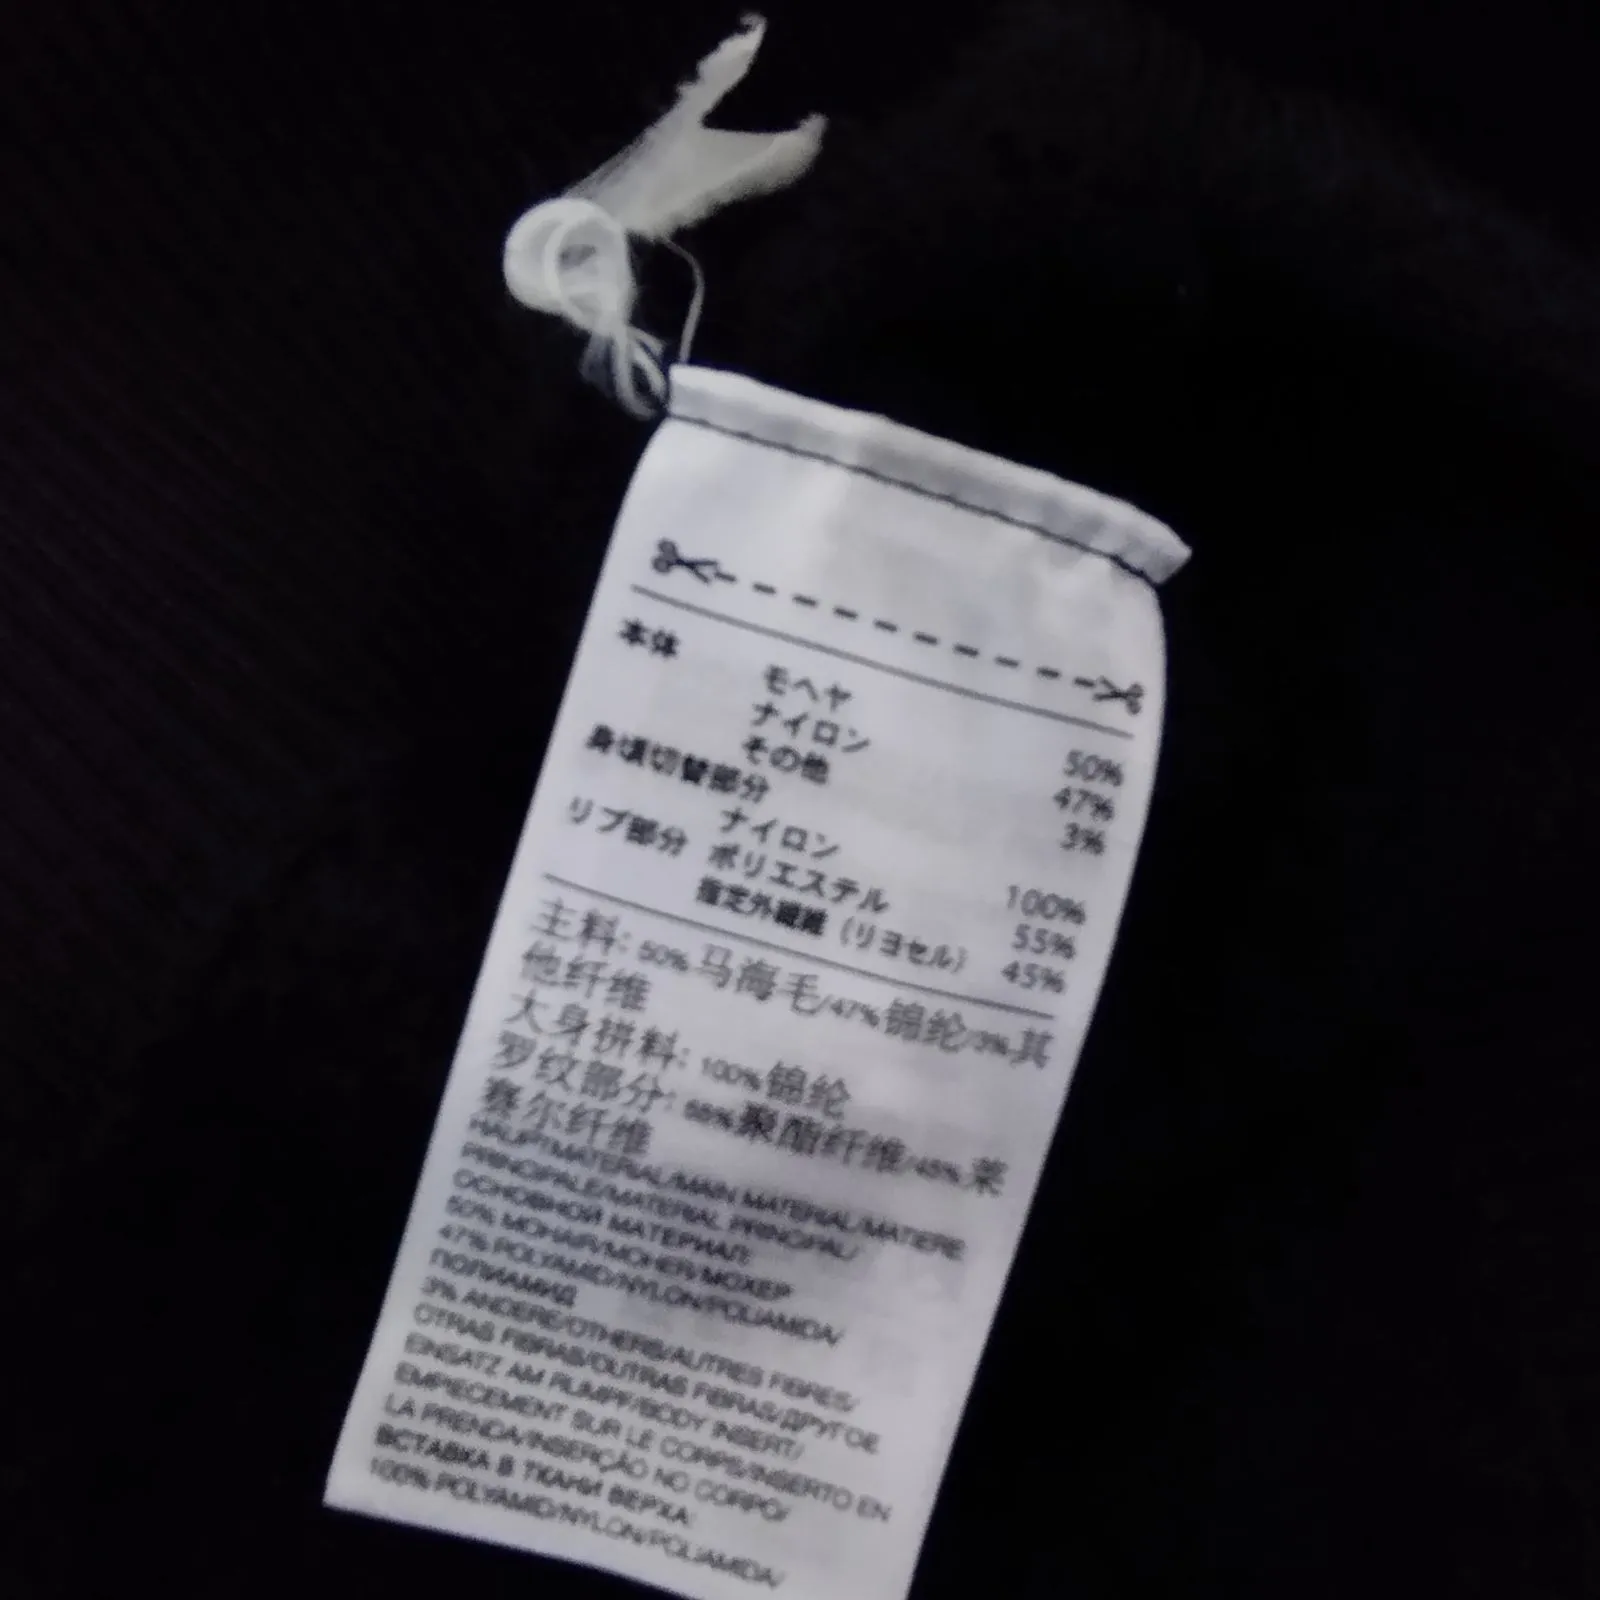 本体
モヘヤ 50%
ナイロン 47%
その他 3%
身頃切替部分
ナイロン 100%
リブ部分 ポリエステル 55%
指定外繊維（リヨセル） 45%
主料: 50%马海毛/47%锦纶/3%其
他纤维
大身拼料: 100%锦纶
罗纹部分: 55%聚酯纤维/45%莱
赛尔纤维
HAUPTMATERIAL/MAIN MATERIAL/MATIERE
PRINCIPALE/MATERIAL PRINCIPAL/
ОСНОВНОЙ МАТЕРИАЛ:
50% MOHAIR/MOHER/МОХЕР
47% POLYAMID/NYLON/POLIAMIDA/
ПОЛИАМИД
3% ANDERE/OTHERS/AUTRES FIBRES/
OTRAS FIBRAS/OUTRAS FIBRAS/ДРУГОЕ
EINSATZ AM RUMPF/BODY INSERT/
EMPIECEMENT SUR LE CORPS/INSERTO EN
LA PRENDA/INSERÇÃO NO CORPO/
ВСТАВКА В ТКАНИ ВЕРХА:
100% POLYAMID/NYLON/POLIAMIDA/